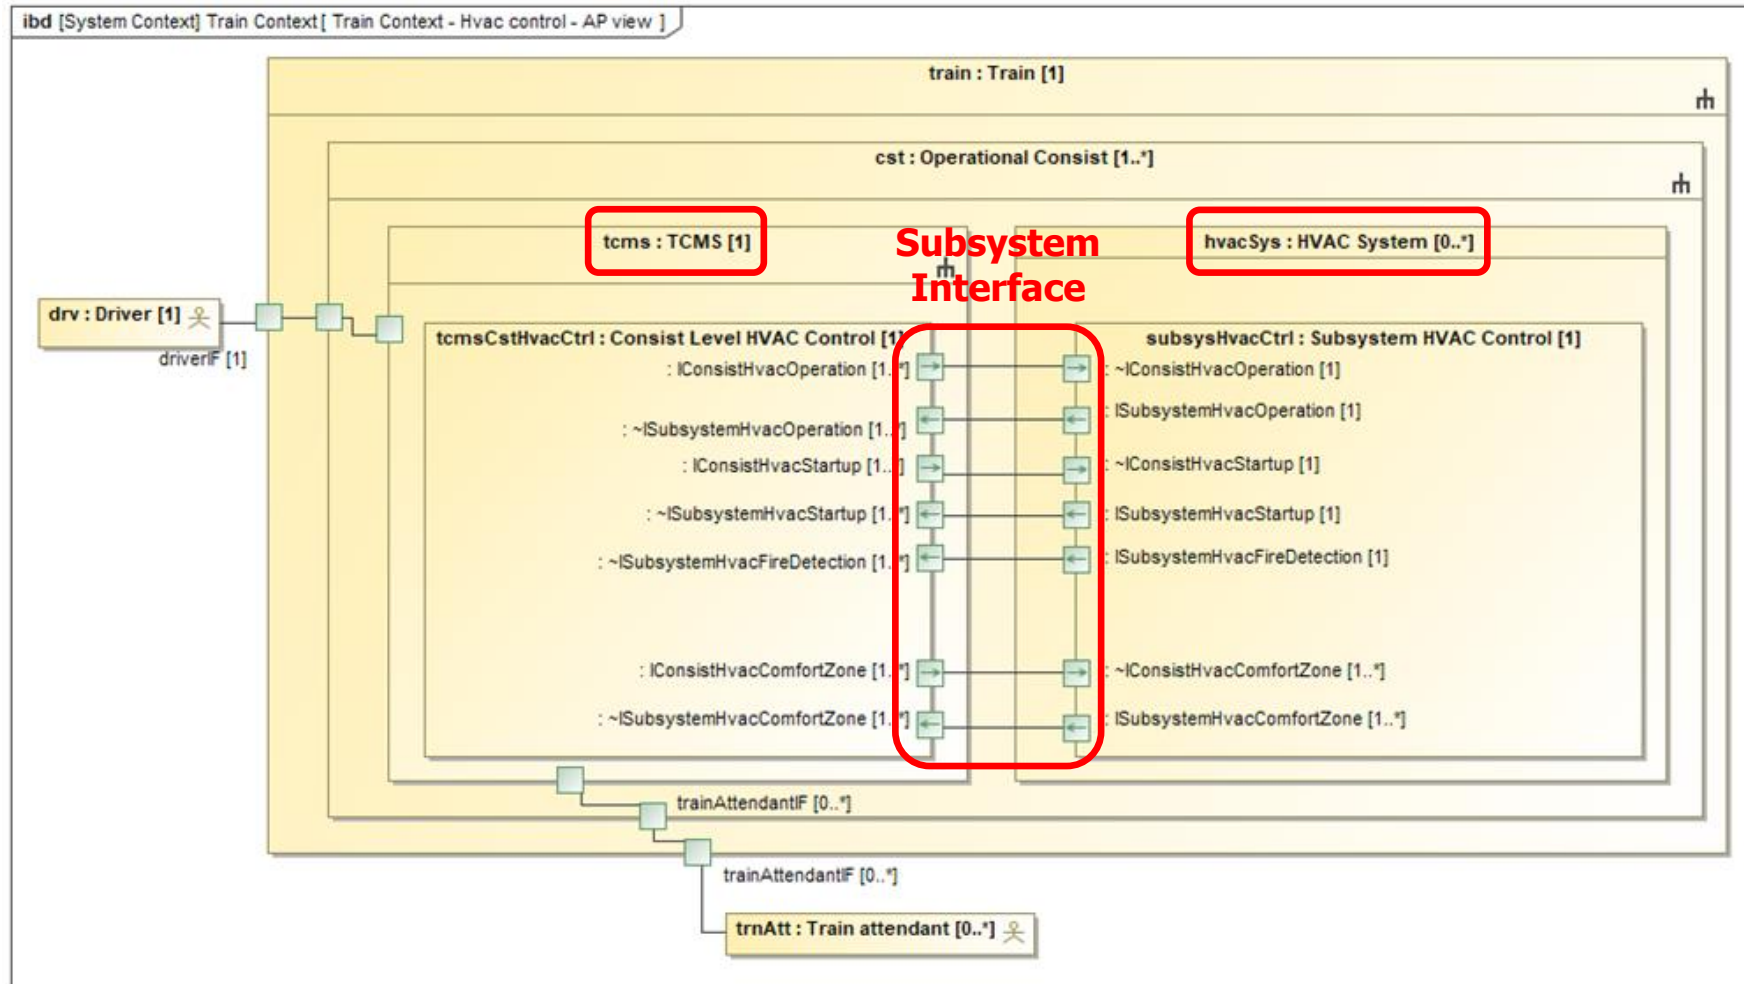 ibd [System Context] Train Context [ Train Context - Hvac control - AP view ]
train : Train [1]
cst : Operational Consist [1..*]
tcms : TCMS [1]
Subsystem
Interface
hvacSys : HVAC System [0..*]
drv : Driver [1]
driverIF [1]
tcmsCstHvacCtrl : Consist Level HVAC Control [1]
: IConsistHvacOperation [1..*]
: ~ISubsystemHvacOperation [1..*]
: IConsistHvacStartup [1..*]
: ~ISubsystemHvacStartup [1..*]
: ~ISubsystemHvacFireDetection [1..*]
: IConsistHvacComfortZone [1..*]
: ~ISubsystemHvacComfortZone [1..*]
subsysHvacCtrl : Subsystem HVAC Control [1]
: ~IConsistHvacOperation [1]
: ISubsystemHvacOperation [1]
: ~IConsistHvacStartup [1]
: ISubsystemHvacStartup [1]
: ISubsystemHvacFireDetection [1]
: ~IConsistHvacComfortZone [1..*]
: ISubsystemHvacComfortZone [1..*]
trainAttendantIF [0..*]
trainAttendantIF [0..*]
trnAtt : Train attendant [0..*]